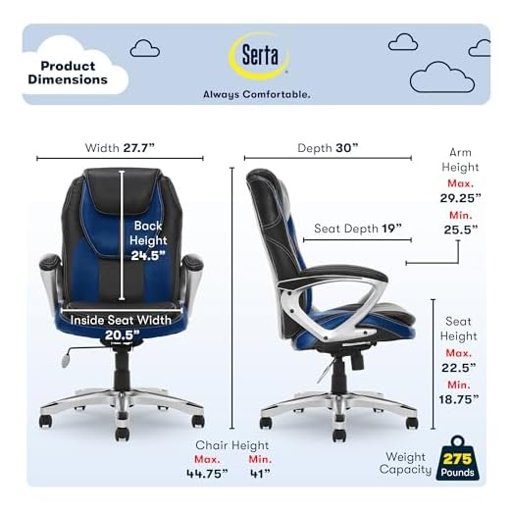 Product
Dimensions
Serta
Always Comfortable.
Width 27.7”
Depth 30”
Arm
Height
Max.
29.25”
Min.
25.5”
Back
Height
24.5”
Seat Depth 19”
Inside Seat Width
20.5”
Seat
Height
Max.
22.5”
Min.
18.75”
Chair Height
Max. Min.
44.75” 41”
Weight
Capacity
275
Pounds